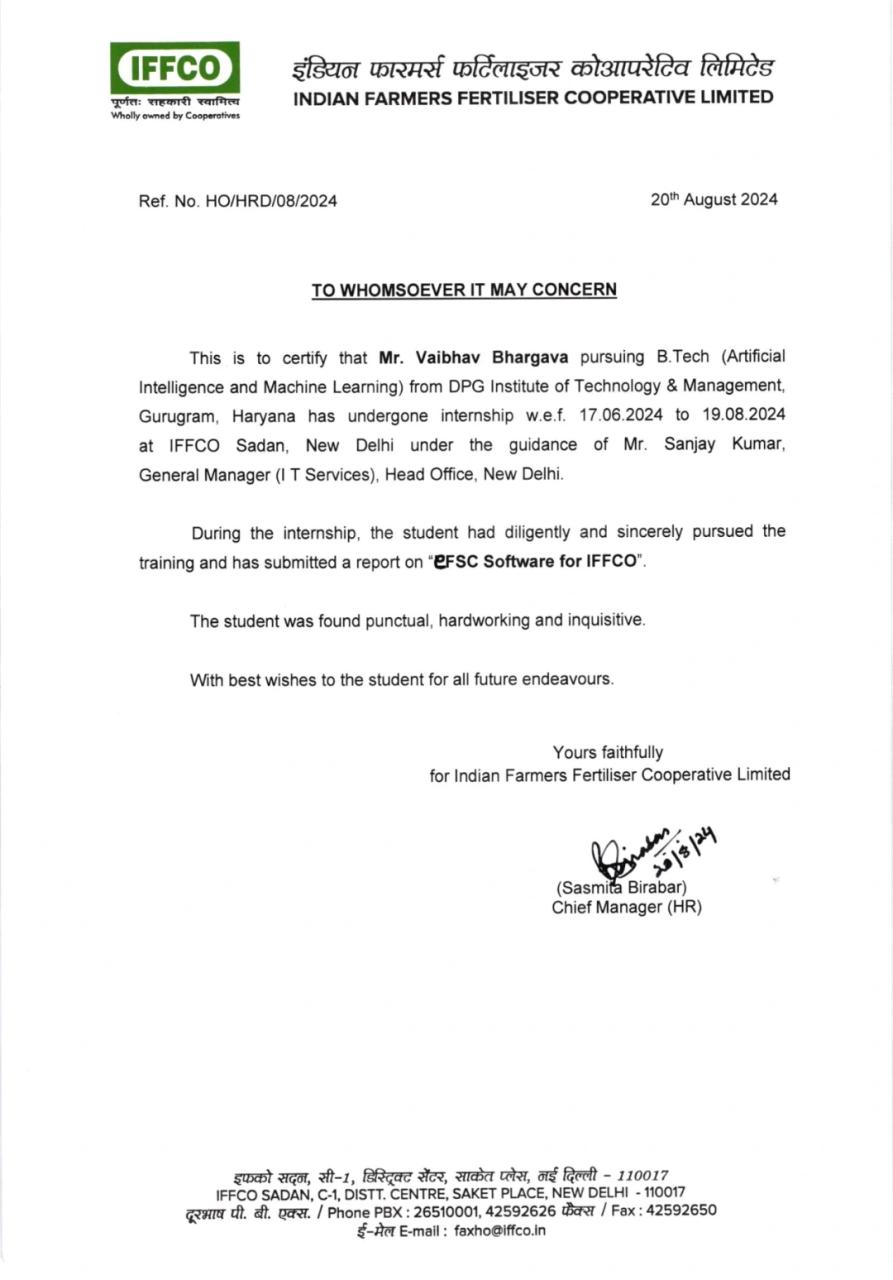 IFFCO
पूर्णतः सहकारी स्वामित्व
Wholly owned by Cooperatives
इंडियन फारमर्स फर्टिलाइजर कोआपरेटिव लिमिटेड
INDIAN FARMERS FERTILISER COOPERATIVE LIMITED
Ref. No. HO/HRD/08/2024
20th August 2024
TO WHOMSOEVER IT MAY CONCERN
This is to certify that Mr. Vaibhav Bhargava pursuing B.Tech (Artificial
Intelligence and Machine Learning) from DPG Institute of Technology & Management,
Gurugram, Haryana has undergone internship w.e.f. 17.06.2024 to 19.08.2024
at IFFCO Sadan, New Delhi under the guidance of Mr. Sanjay Kumar,
General Manager (I T Services), Head Office, New Delhi.
During the internship, the student had diligently and sincerely pursued the
training and has submitted a report on “eFSC Software for IFFCO”.
The student was found punctual, hardworking and inquisitive.
With best wishes to the student for all future endeavours.
Yours faithfully
for Indian Farmers Fertiliser Cooperative Limited
SBirabar
20/8/24
(Sasmita Birabar)
Chief Manager (HR)
इफको सदन, सी-1, डिस्ट्रिक्ट सेंटर, साकेत प्लेस, नई दिल्ली - 110017
IFFCO SADAN, C-1, DISTT. CENTRE, SAKET PLACE, NEW DELHI - 110017
दूरभाष पी. बी. एक्स. / Phone PBX : 26510001, 42592626 फैक्स / Fax : 42592650
ई-मेल E-mail : faxho@iffco.in